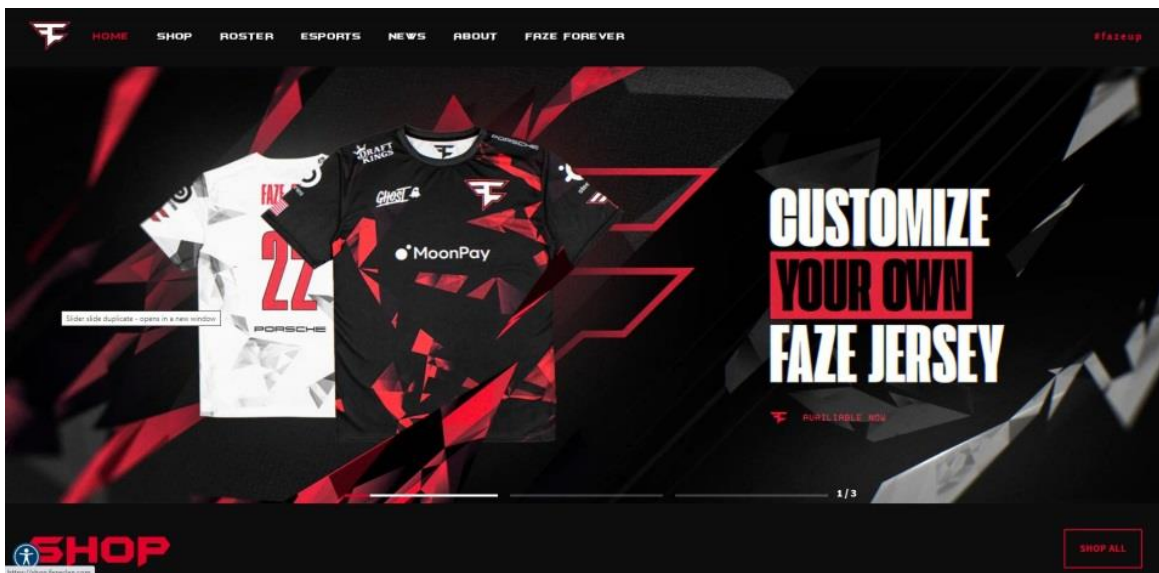 HOME SHOP ROSTER ESPORTS NEWS ABOUT FAZE FOREVER #fazeup
DRAFT
KINGS
PORSCHE
GHOST
FAZE
MoonPay
22
PORSCHE
CUSTOMIZE
YOUR OWN
FAZE JERSEY
AVAILIABLE NOW
Slider slide duplicate - opens in a new window
1/3
SHOP
SHOP ALL